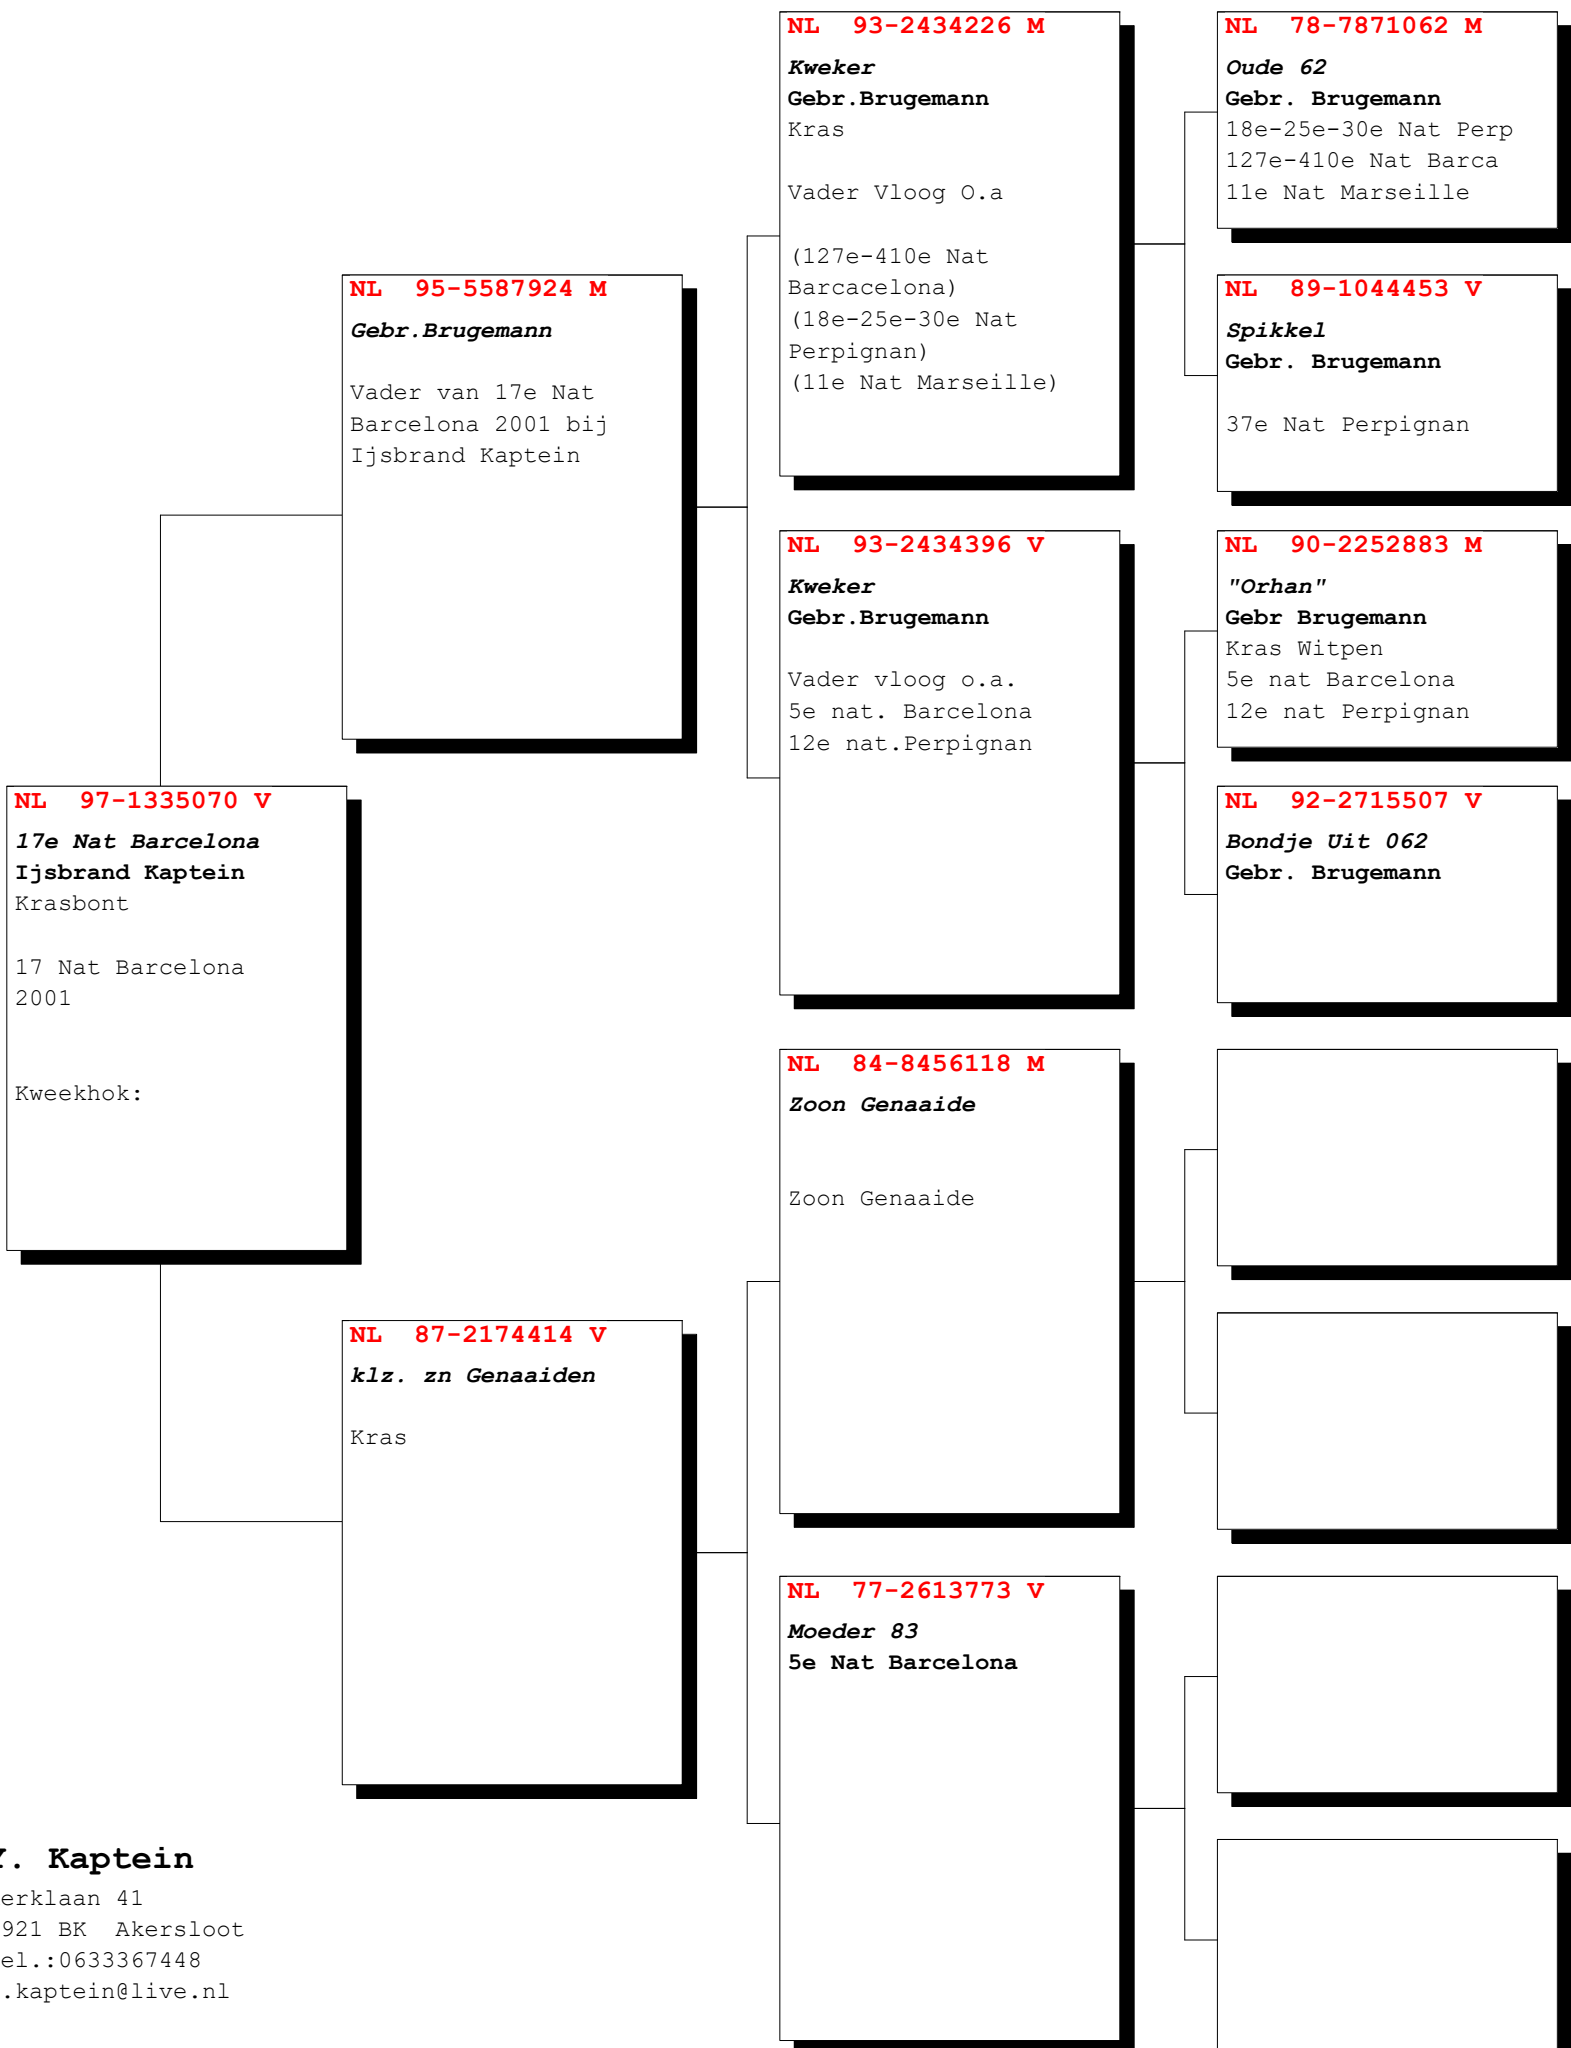 NL 93-2434226 M
Kweker
Gebr.Brugemann
Kras
Vader Vloog O.a
(127e-410e Nat
Barcacelona)
(18e-25e-30e Nat
Perpignan)
(11e Nat Marseille)
NL 78-7871062 M
Oude 62
Gebr. Brugemann
18e-25e-30e Nat Perp
127e-410e Nat Barca
11e Nat Marseille
NL 95-5587924 M
Gebr.Brugemann
Vader van 17e Nat
Barcelona 2001 bij
Ijsbrand Kaptein
NL 89-1044453 V
Spikkel
Gebr. Brugemann
37e Nat Perpignan
NL 93-2434396 V
Kweker
Gebr.Brugemann
Vader vloog o.a.
5e nat. Barcelona
12e nat.Perpignan
NL 90-2252883 M
"Orhan"
Gebr Brugemann
Kras Witpen
5e nat Barcelona
12e nat Perpignan
NL 97-1335070 V
17e Nat Barcelona
Ijsbrand Kaptein
Krasbont
17 Nat Barcelona
2001
Kweekhok:
NL 92-2715507 V
Bondje Uit 062
Gebr. Brugemann
NL 84-8456118 M
Zoon Genaaide
Zoon Genaaide
NL 87-2174414 V
klz. zn Genaaiden
Kras
NL 77-2613773 V
Moeder 83
5e Nat Barcelona
Y. Kaptein
erklaan 41
921 BK Akersloot
el.:0633367448
.kaptein@live.nl